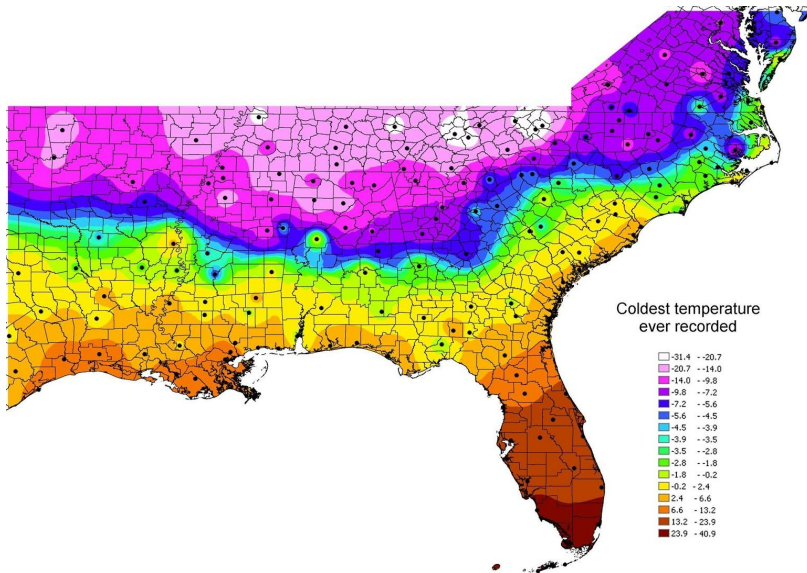 Coldest temperature
ever recorded
-31.4 - -20.7
-20.7 - -14.0
-14.0 - -9.8
-9.8 - -7.2
-7.2 - -5.6
-5.6 - -4.5
-4.5 - -3.9
-3.9 - -3.5
-3.5 - -2.8
-2.8 - -1.8
-1.8 - -0.2
-0.2 - 2.4
2.4 - 6.6
6.6 - 13.2
13.2 - 23.9
23.9 - 40.9